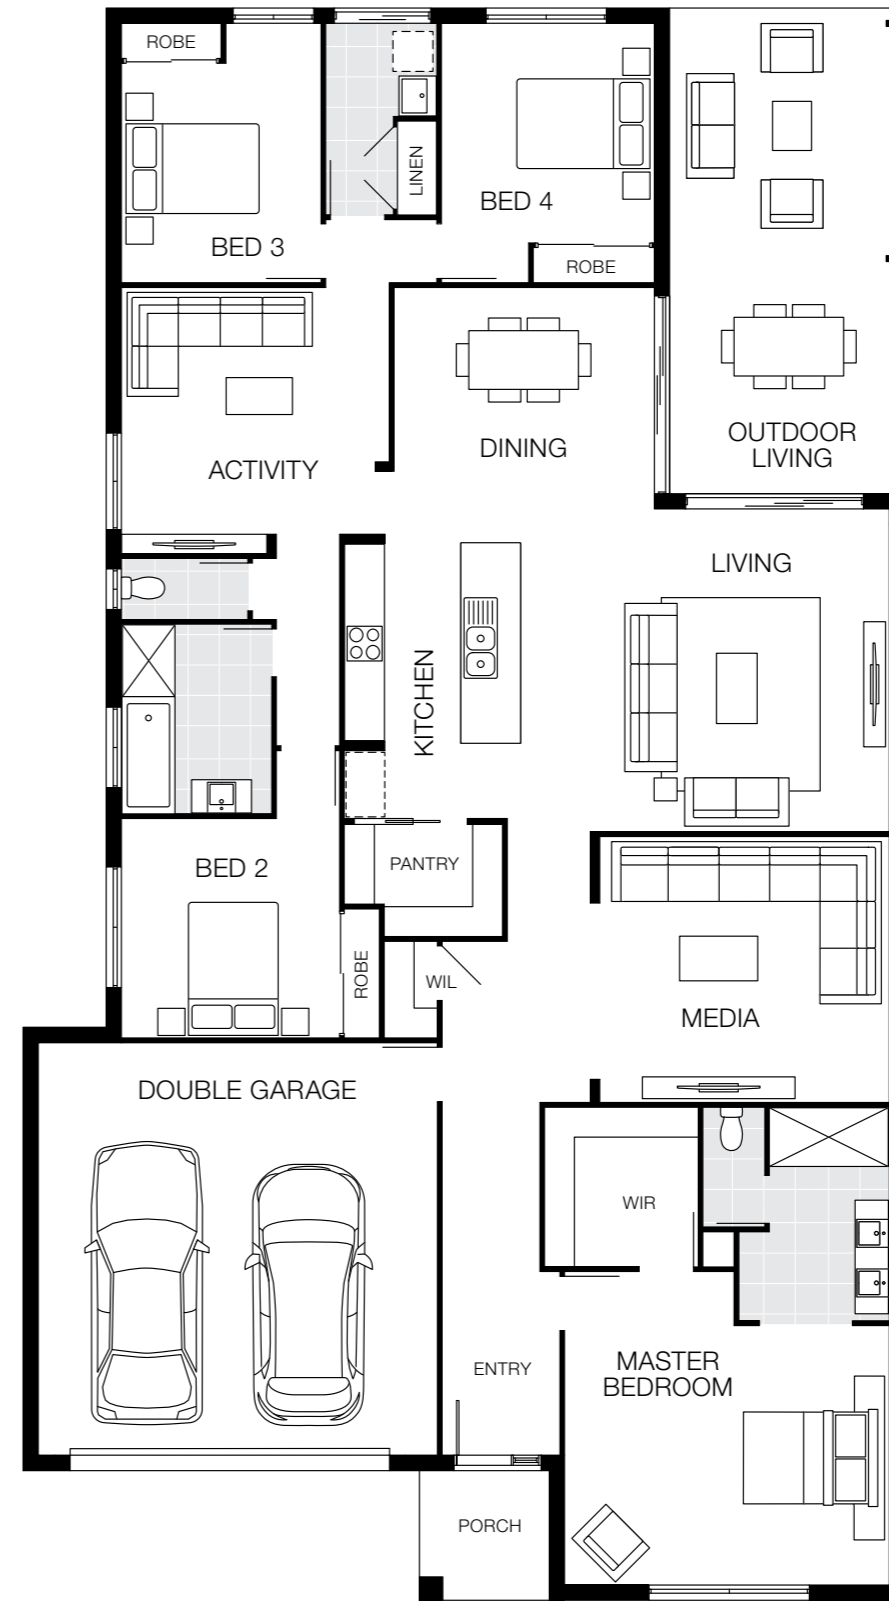 ROBE
LINEN
BED 4
BED 3
ROBE
OUTDOOR
LIVING
DINING
ACTIVITY
LIVING
KITCHEN
PANTRY
BED 2
ROBE
WIL
MEDIA
DOUBLE GARAGE
WIR
ENTRY
MASTER
BEDROOM
PORCH